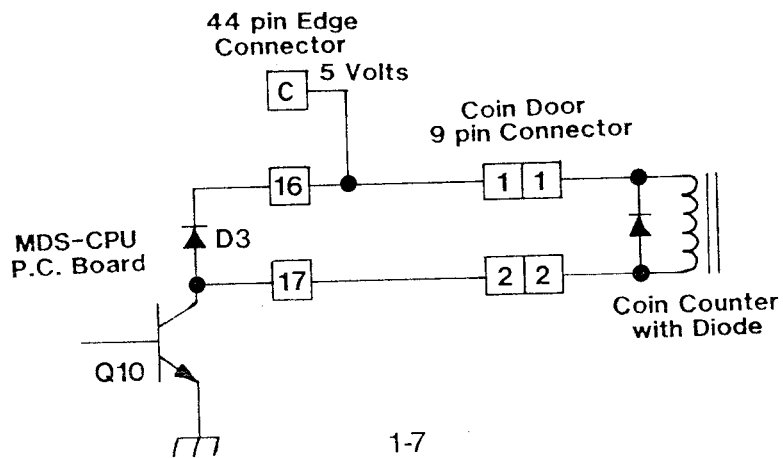 44 pin Edge
Connector
5 Volts
C
Coin Door
9 pin Connector
16
1 1
MDS-CPU
P.C. Board
D3
17
2 2
Coin Counter
with Diode
Q10
1-7